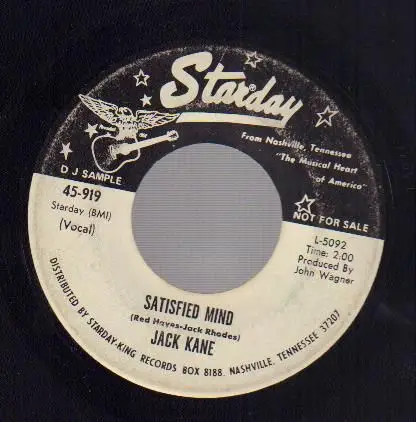 Starday
From Nashville, Tennessee
"The Musical Heart
of America"
D J SAMPLE
NOT FOR SALE
45-919
Starday (BMI)
(Vocal)
L-5092
Time: 2:00
Produced By
John Wagner
SATISFIED MIND
(Red Hayes-Jack Rhodes)
JACK KANE
DISTRIBUTED BY STARDAY-KING RECORDS BOX 8188, NASHVILLE, TENNESSEE 37207